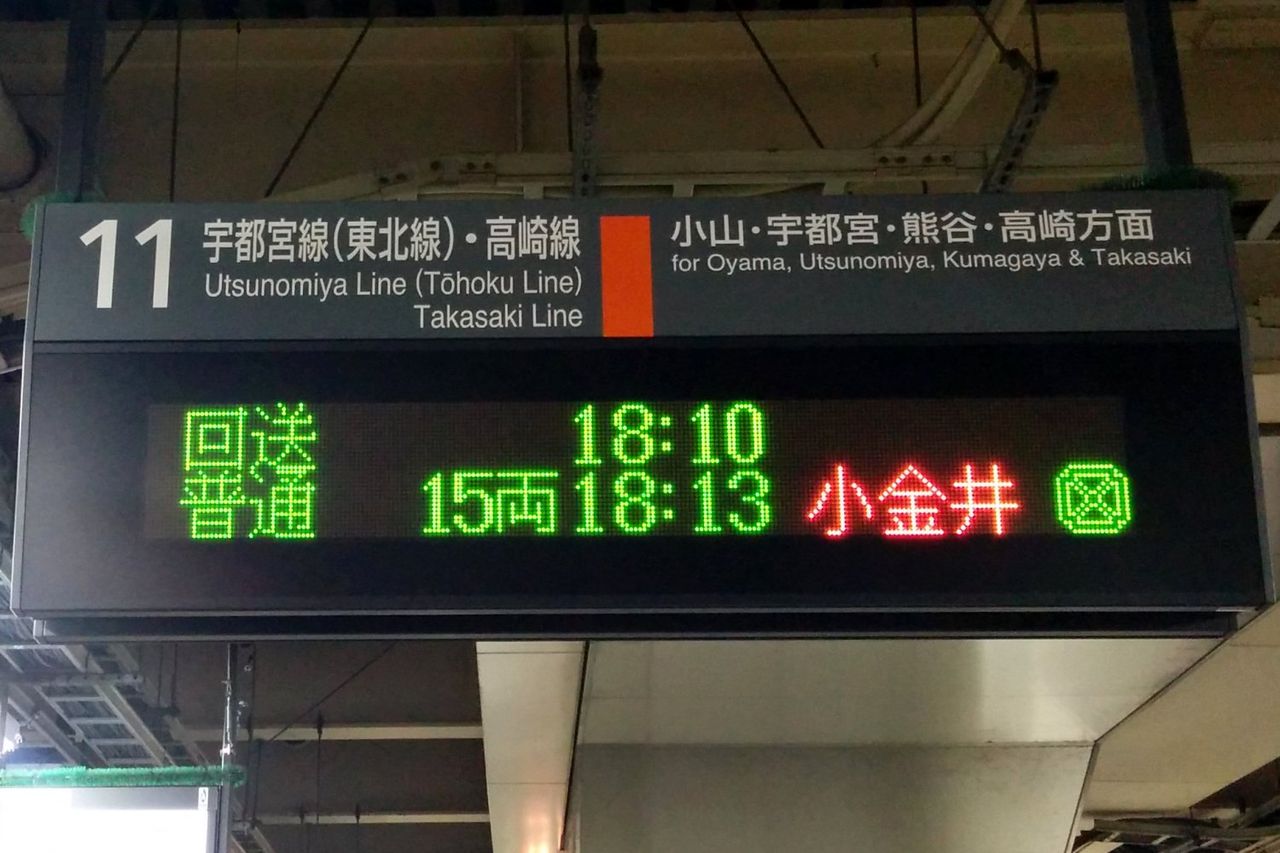 11
宇都宮線(東北線)・高崎線
Utsunomiya Line (Tōhoku Line)
Takasaki Line
小山・宇都宮・熊谷・高崎方面
for Oyama, Utsunomiya, Kumagaya & Takasaki
回送 18:10
普通 15両 18:13 小金井